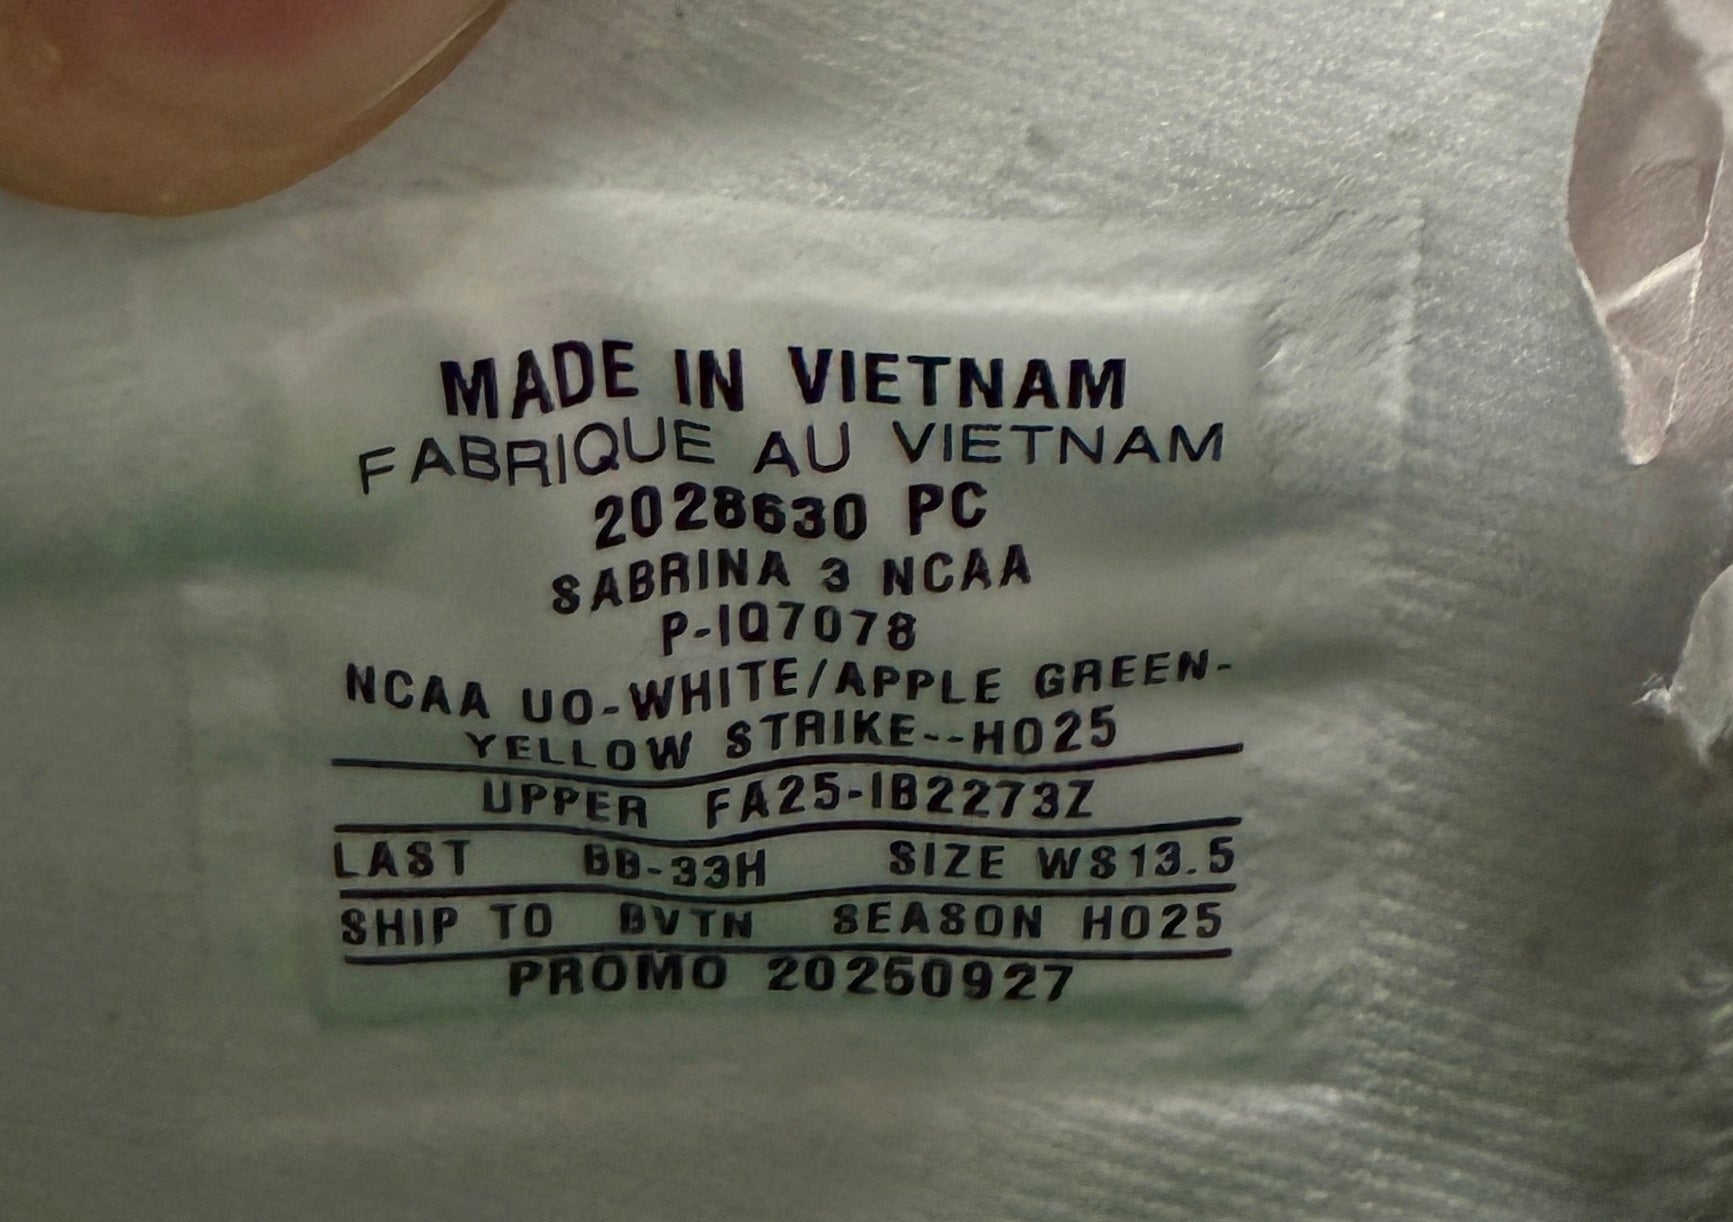 MADE IN VIETNAM
FABRIQUE AU VIETNAM
2028630 PC
SABRINA 3 NCAA
P-IQ7078
NCAA UO-WHITE/APPLE GREEN-
YELLOW STRIKE--HO25
UPPER FA25-IB2273Z
LAST BB-33H SIZE WS13.5
SHIP TO BVTN SEASON HO25
PROMO 20250927